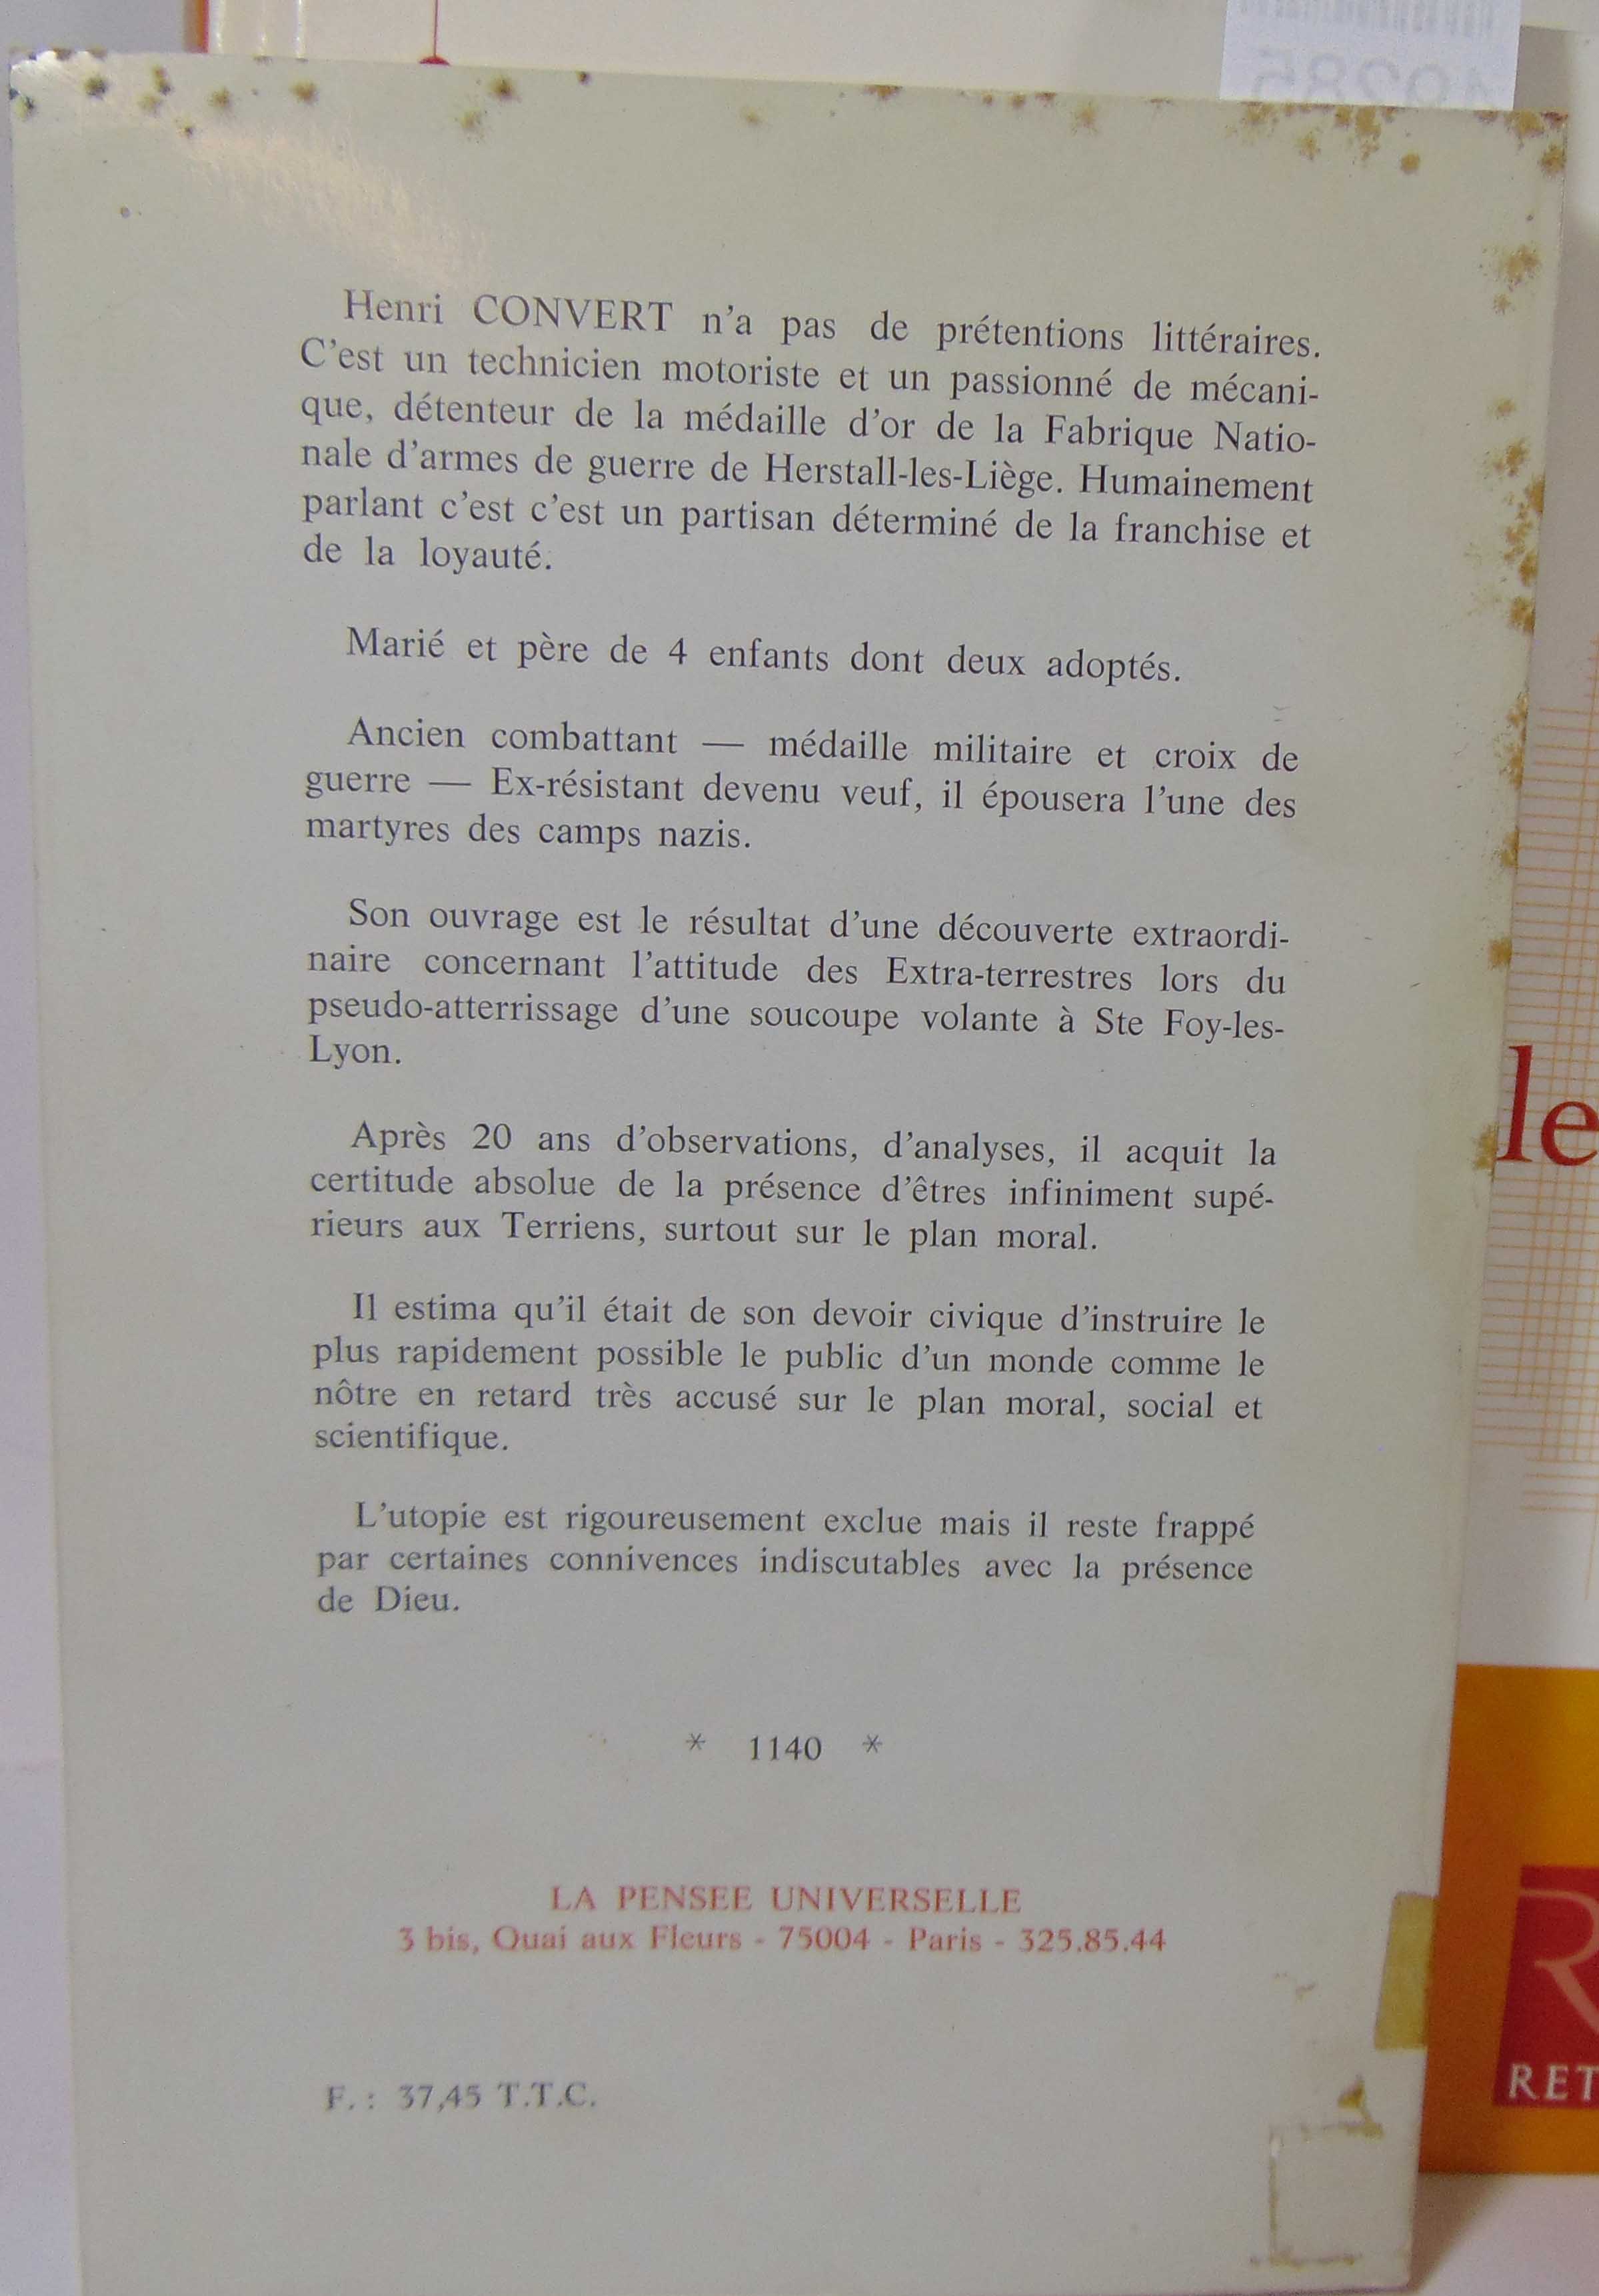 Henri CONVERT n'a pas de prétentions littéraires.
C'est un technicien motoriste et un passionné de mécani-
que, détenteur de la médaille d'or de la Fabrique Natio-
nale d'armes de guerre de Herstall-les-Liège. Humainement
parlant c'est c'est un partisan déterminé de la franchise et
de la loyauté.
Marié et père de 4 enfants dont deux adoptés.
Ancien combattant — médaille militaire et croix de
guerre — Ex-résistant devenu veuf, il épousera l'une des
martyres des camps nazis.
Son ouvrage est le résultat d'une découverte extraordi-
naire concernant l'attitude des Extra-terrestres lors du
pseudo-atterrissage d'une soucoupe volante à Ste Foy-les-
Lyon.
Après 20 ans d'observations, d'analyses, il acquit la
certitude absolue de la présence d'êtres infiniment supé-
rieurs aux Terriens, surtout sur le plan moral.
Il estima qu'il était de son devoir civique d'instruire le
plus rapidement possible le public d'un monde comme le
nôtre en retard très accusé sur le plan moral, social et
scientifique.
L'utopie est rigoureusement exclue mais il reste frappé
par certaines connivences indiscutables avec la présence
de Dieu.
* 1140 *
LA PENSEE UNIVERSELLE
3 bis, Quai aux Fleurs - 75004 - Paris - 325.85.44
F. : 37,45 T.T.C.
le
R
RET